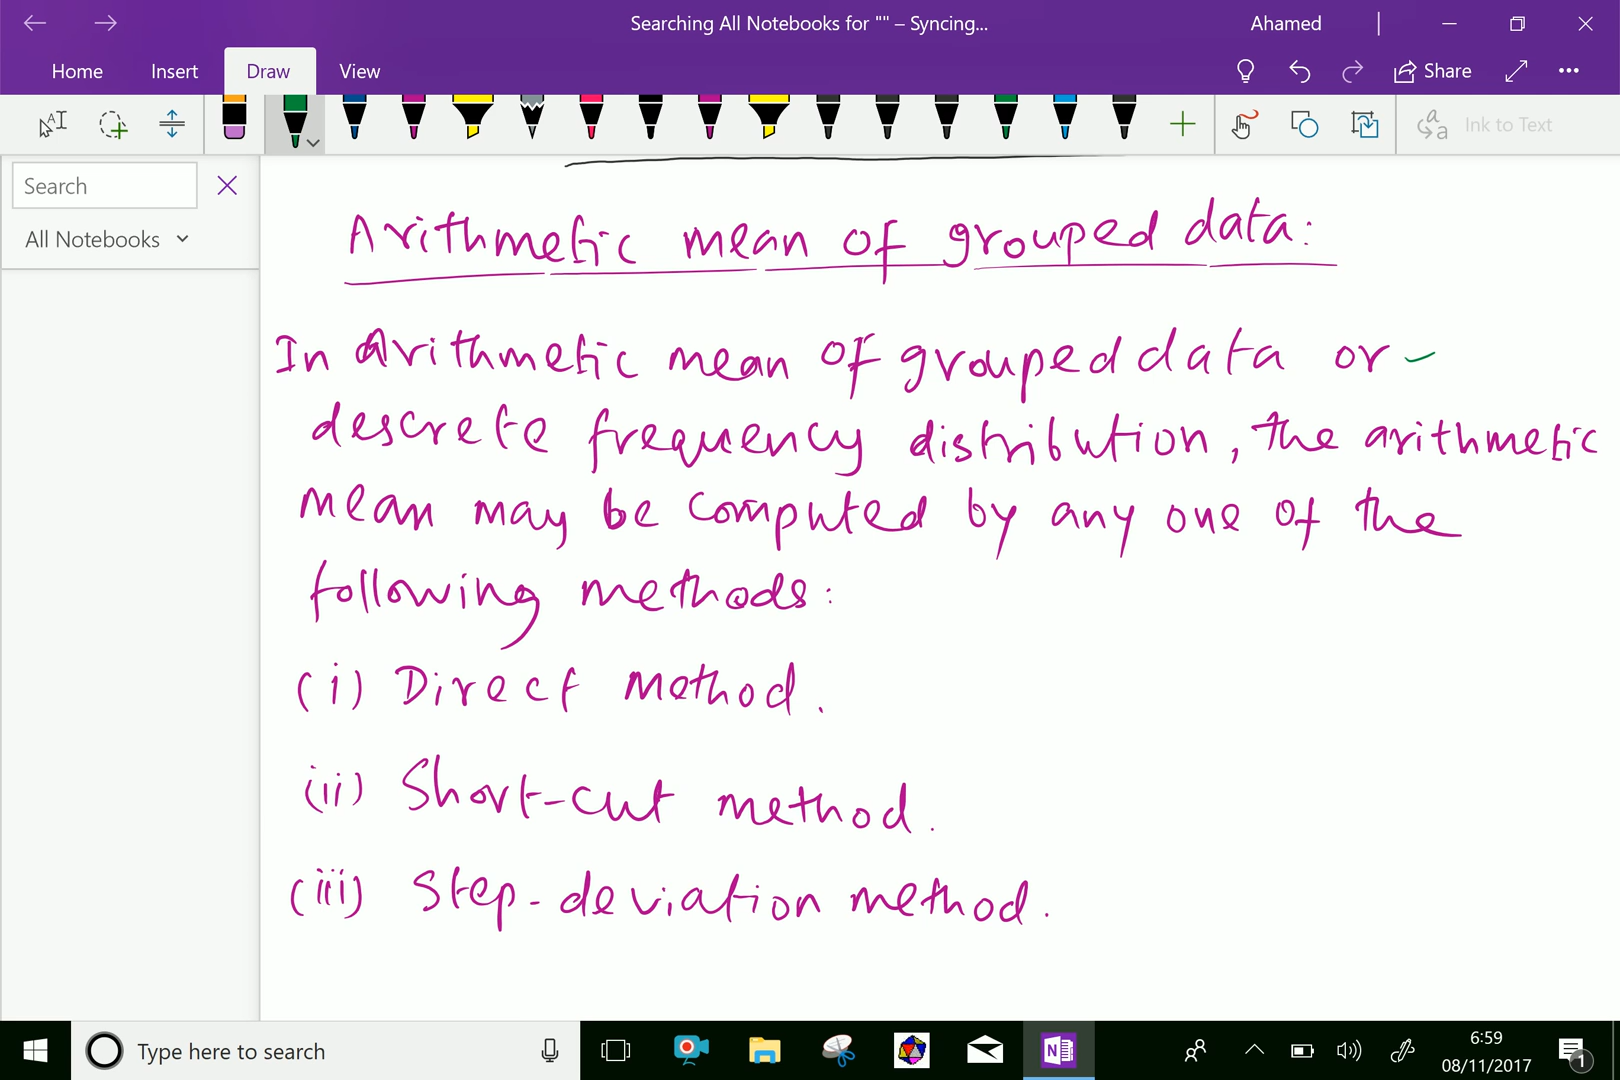 Searching All Notebooks for "" – Syncing...
Ahamed
Home Insert Draw View
Share
Ink to Text
Search
All Notebooks
Arithmetic mean of grouped data:
In Arithmetic mean of grouped data or
descrete frequency distribution, the arithmetic
mean may be computed by any one of the
following methods:
(i) Direct method.
(ii) Short-cut method.
(iii) Step-deviation method.
Type here to search
6:59
08/11/2017
1